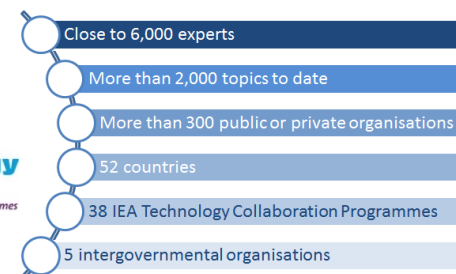 Close to 6,000 experts
More than 2,000 topics to date
More than 300 public or private organisations
52 countries
38 IEA Technology Collaboration Programmes
5 intergovernmental organisations